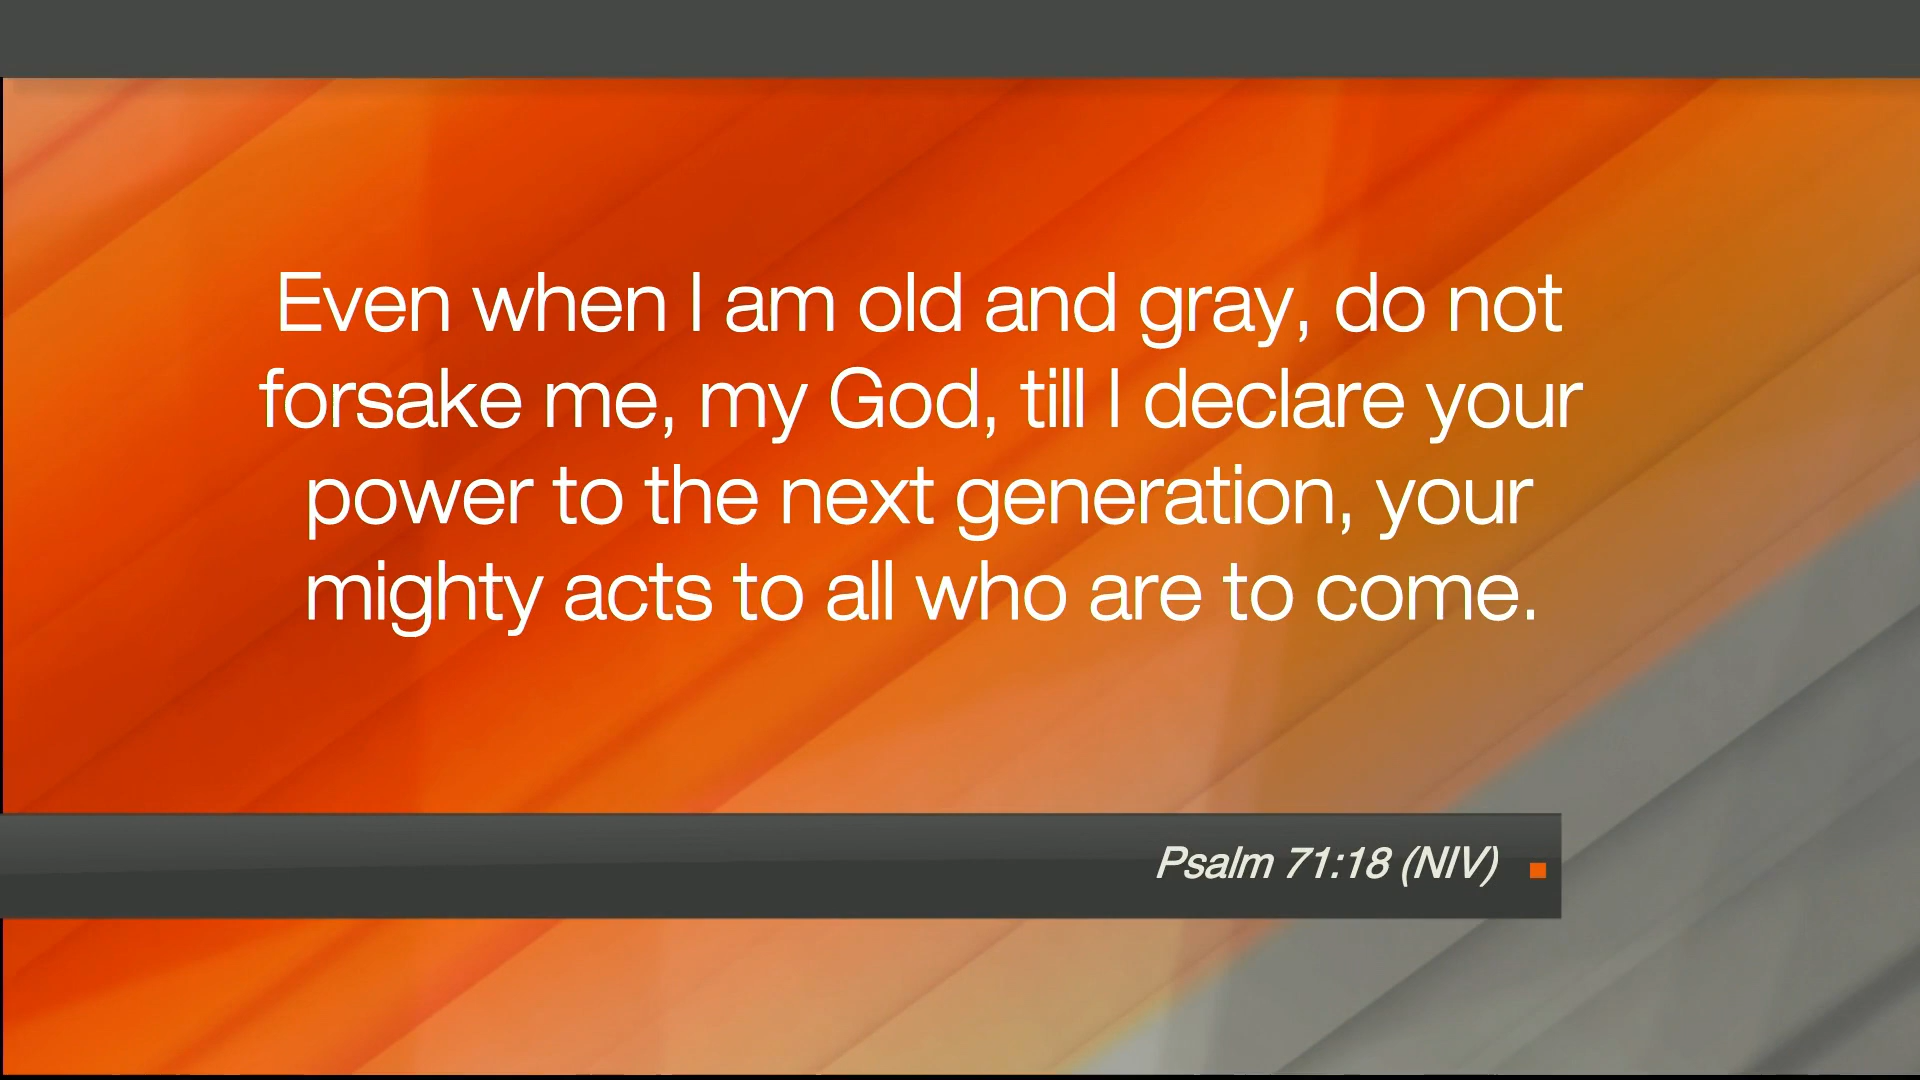 Even when I am old and gray, do not
forsake me, my God, till I declare your
power to the next generation, your
mighty acts to all who are to come.
Psalm 71:18 (NIV)